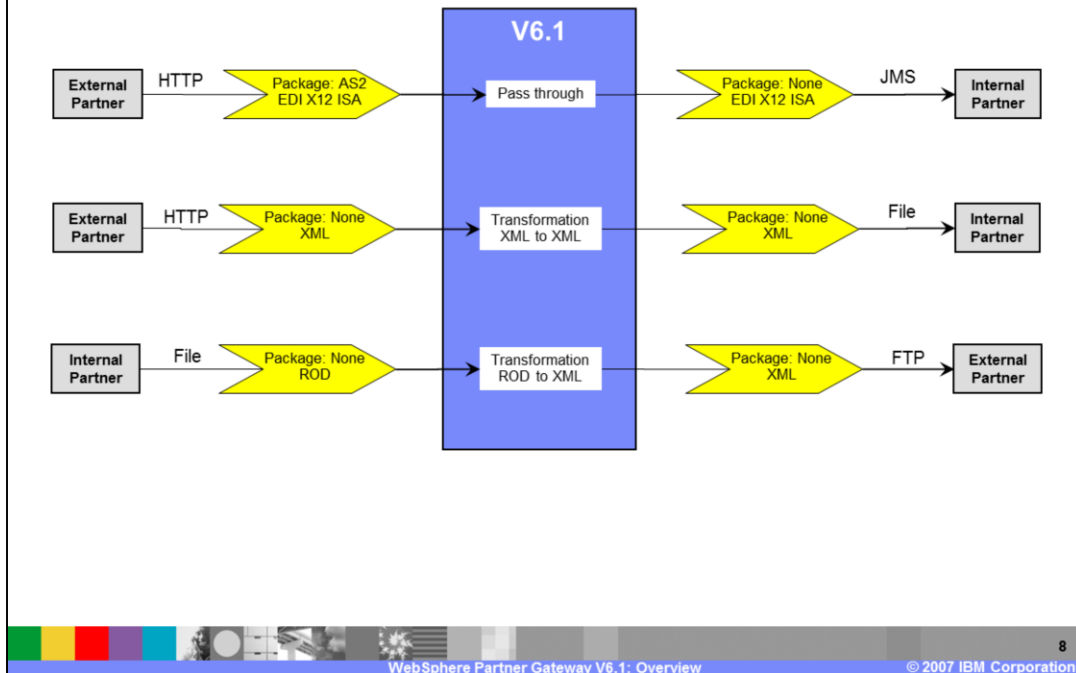 V6.1
External
Partner
HTTP
Package: AS2
EDI X12 ISA
Pass through
Package: None
EDI X12 ISA
JMS
Internal
Partner
External
Partner
HTTP
Package: None
XML
Transformation
XML to XML
Package: None
XML
File
Internal
Partner
Internal
Partner
File
Package: None
ROD
Transformation
ROD to XML
Package: None
XML
FTP
External
Partner
8
WebSphere Partner Gateway V6.1: Overview
© 2007 IBM Corporation